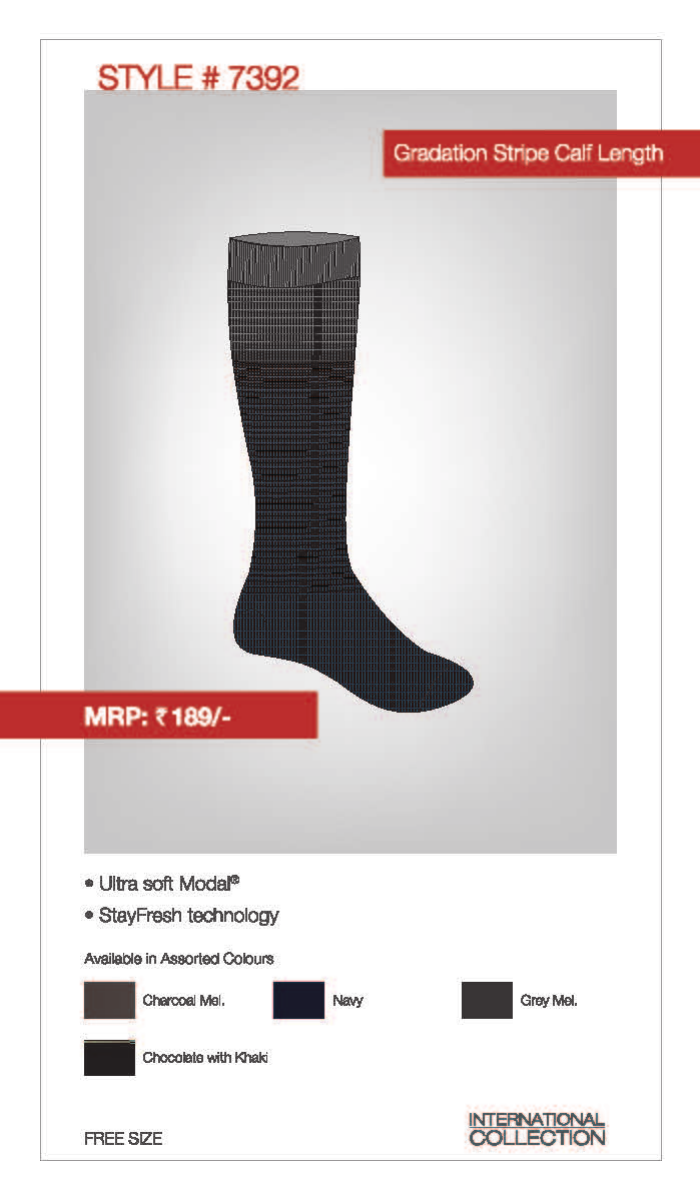 STYLE # 7392
Gradation Stripe Calf Length
MRP: ₹ 189/-
• Ultra soft Modal®
• StayFresh technology
Available in Assorted Colours
Charcoal Mel.
Navy
Grey Mel.
Chocolate with Khaki
FREE SIZE
INTERNATIONAL
COLLECTION